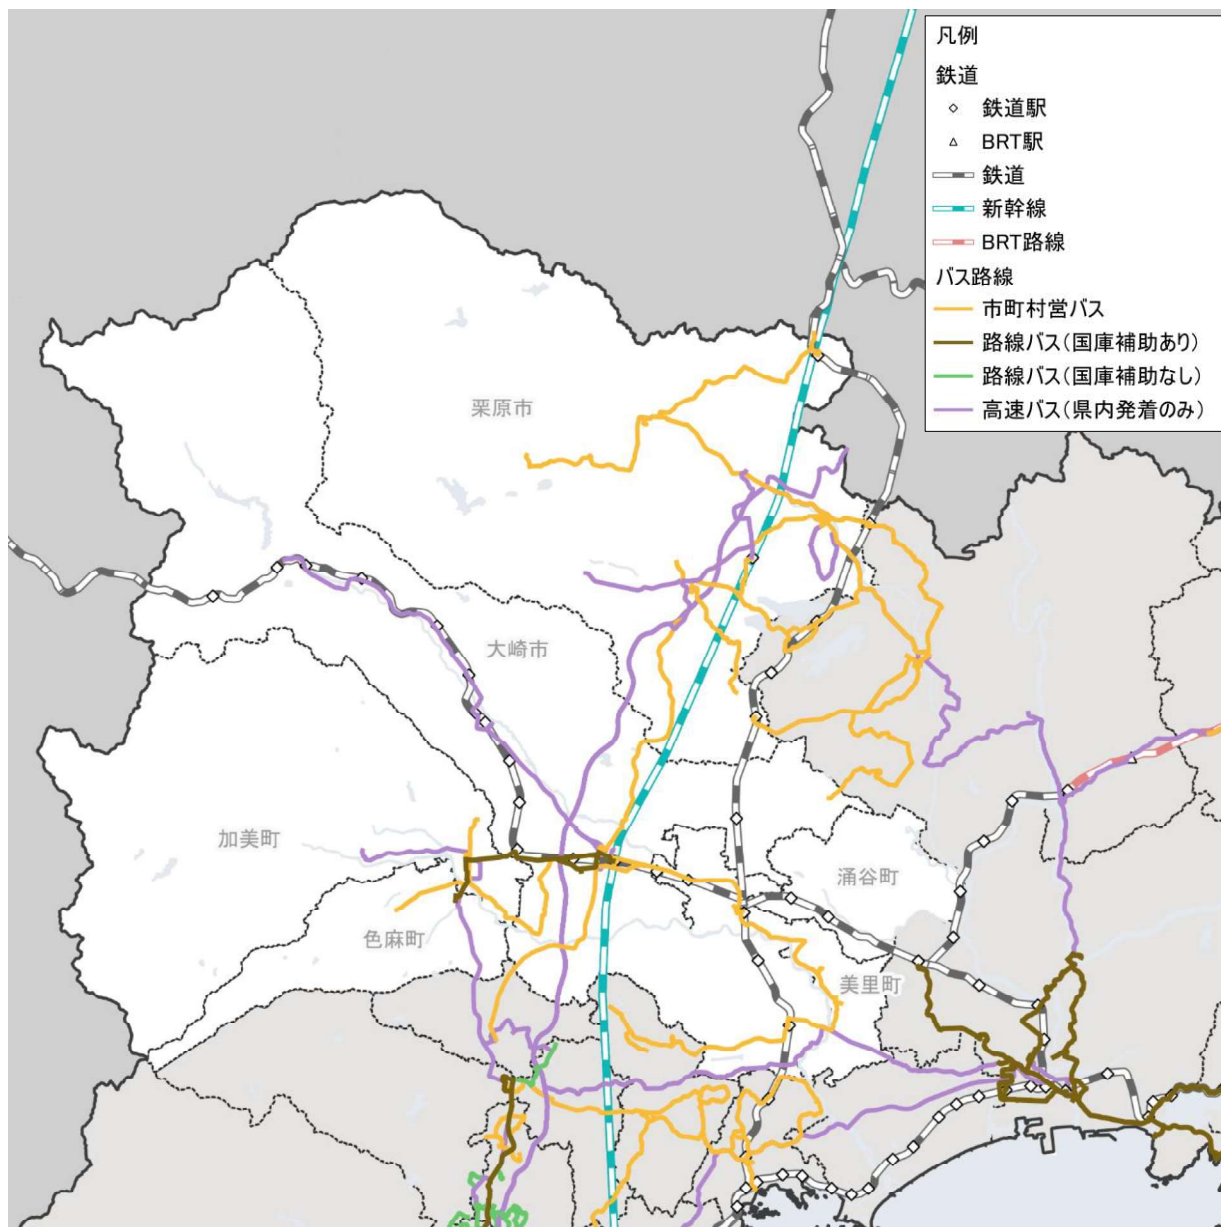 凡例
鉄道
鉄道駅
BRT駅
鉄道
新幹線
BRT路線
バス路線
市町村営バス
路線バス(国庫補助あり)
路線バス(国庫補助なし)
高速バス(県内発着のみ)
栗原市
大崎市
加美町
涌谷町
色麻町
美里町